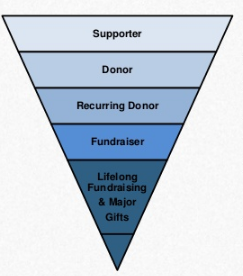 Supporter
Donor
Recurring Donor
Fundraiser
Lifelong
Fundraising
& Major
Gifts